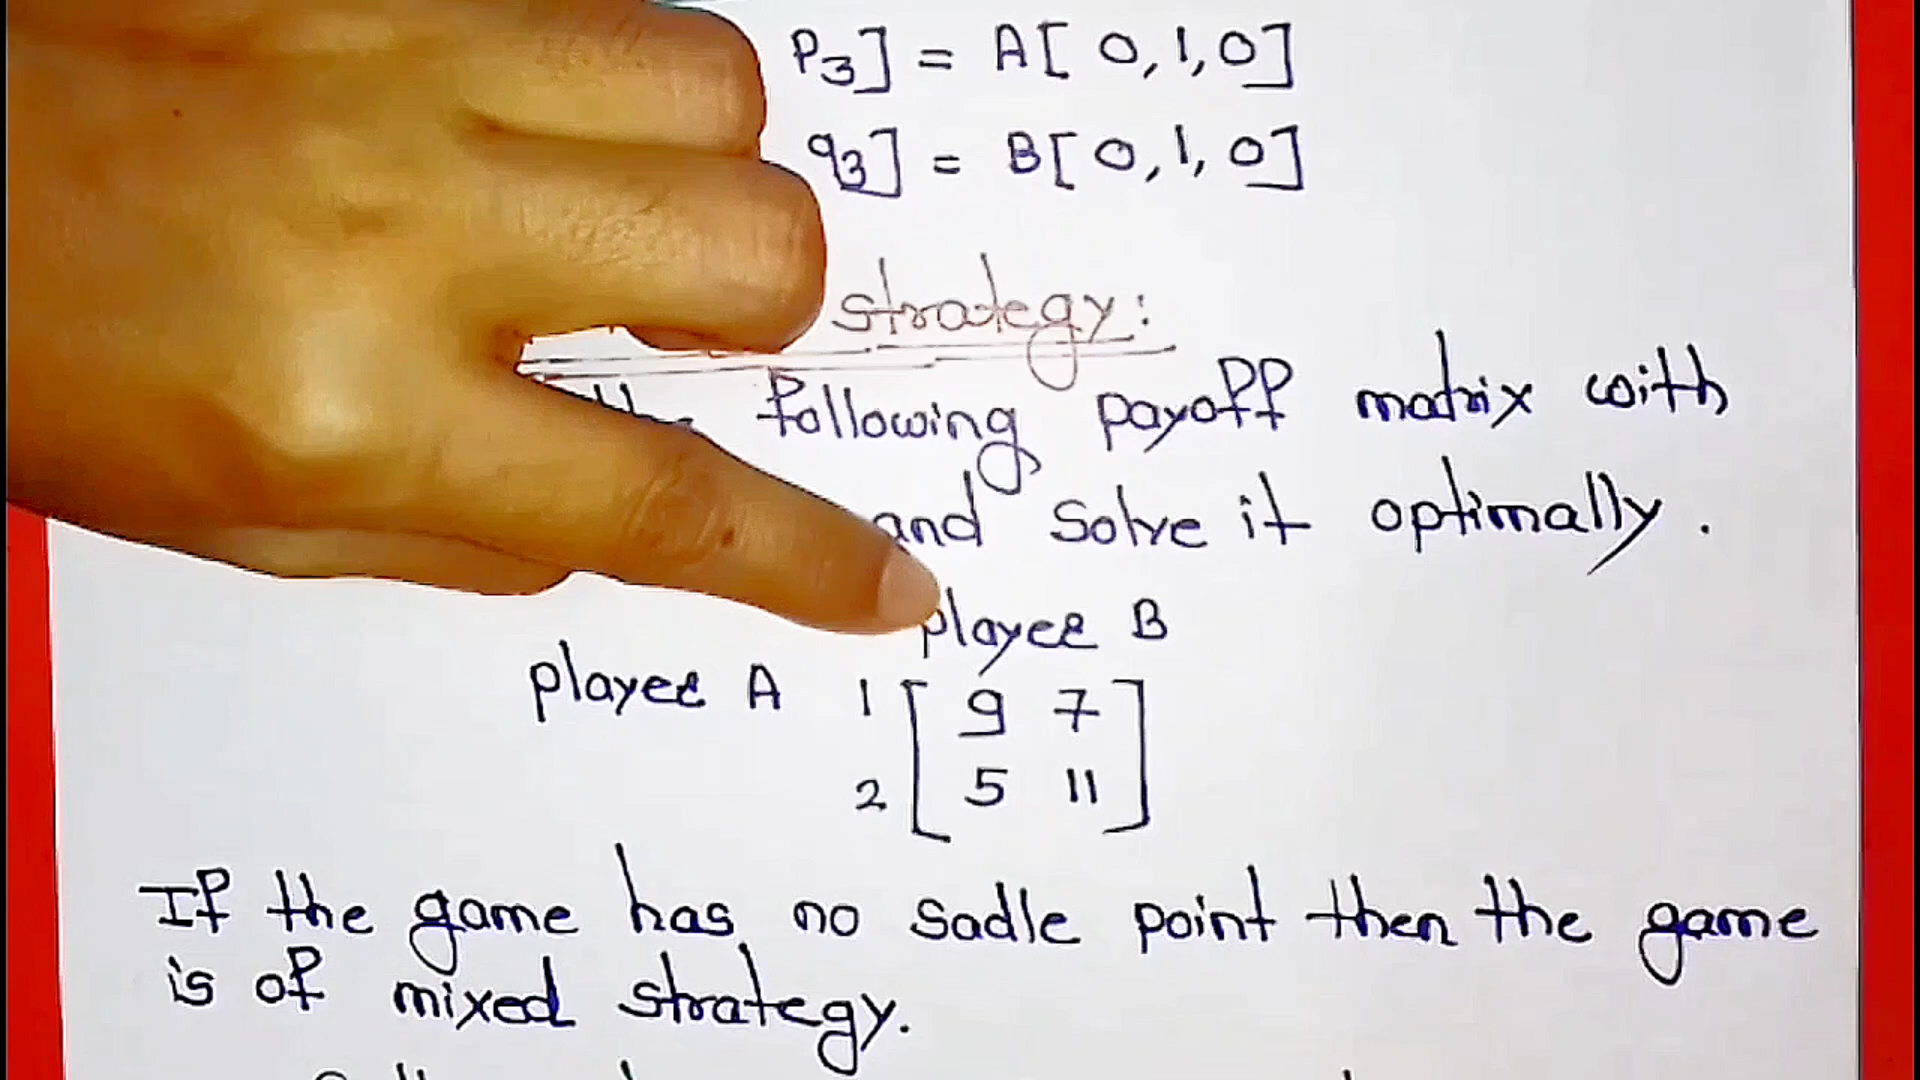 P3] = A[ 0, 1, 0]
q3] = B[ 0, 1, 0]
strategy:
following payoff matrix with
and solve it optimally.
player B
player A 1 [ 9 7 ]
2 [ 5 11 ]
If the game has no sadle point then the game
is of mixed strategy.